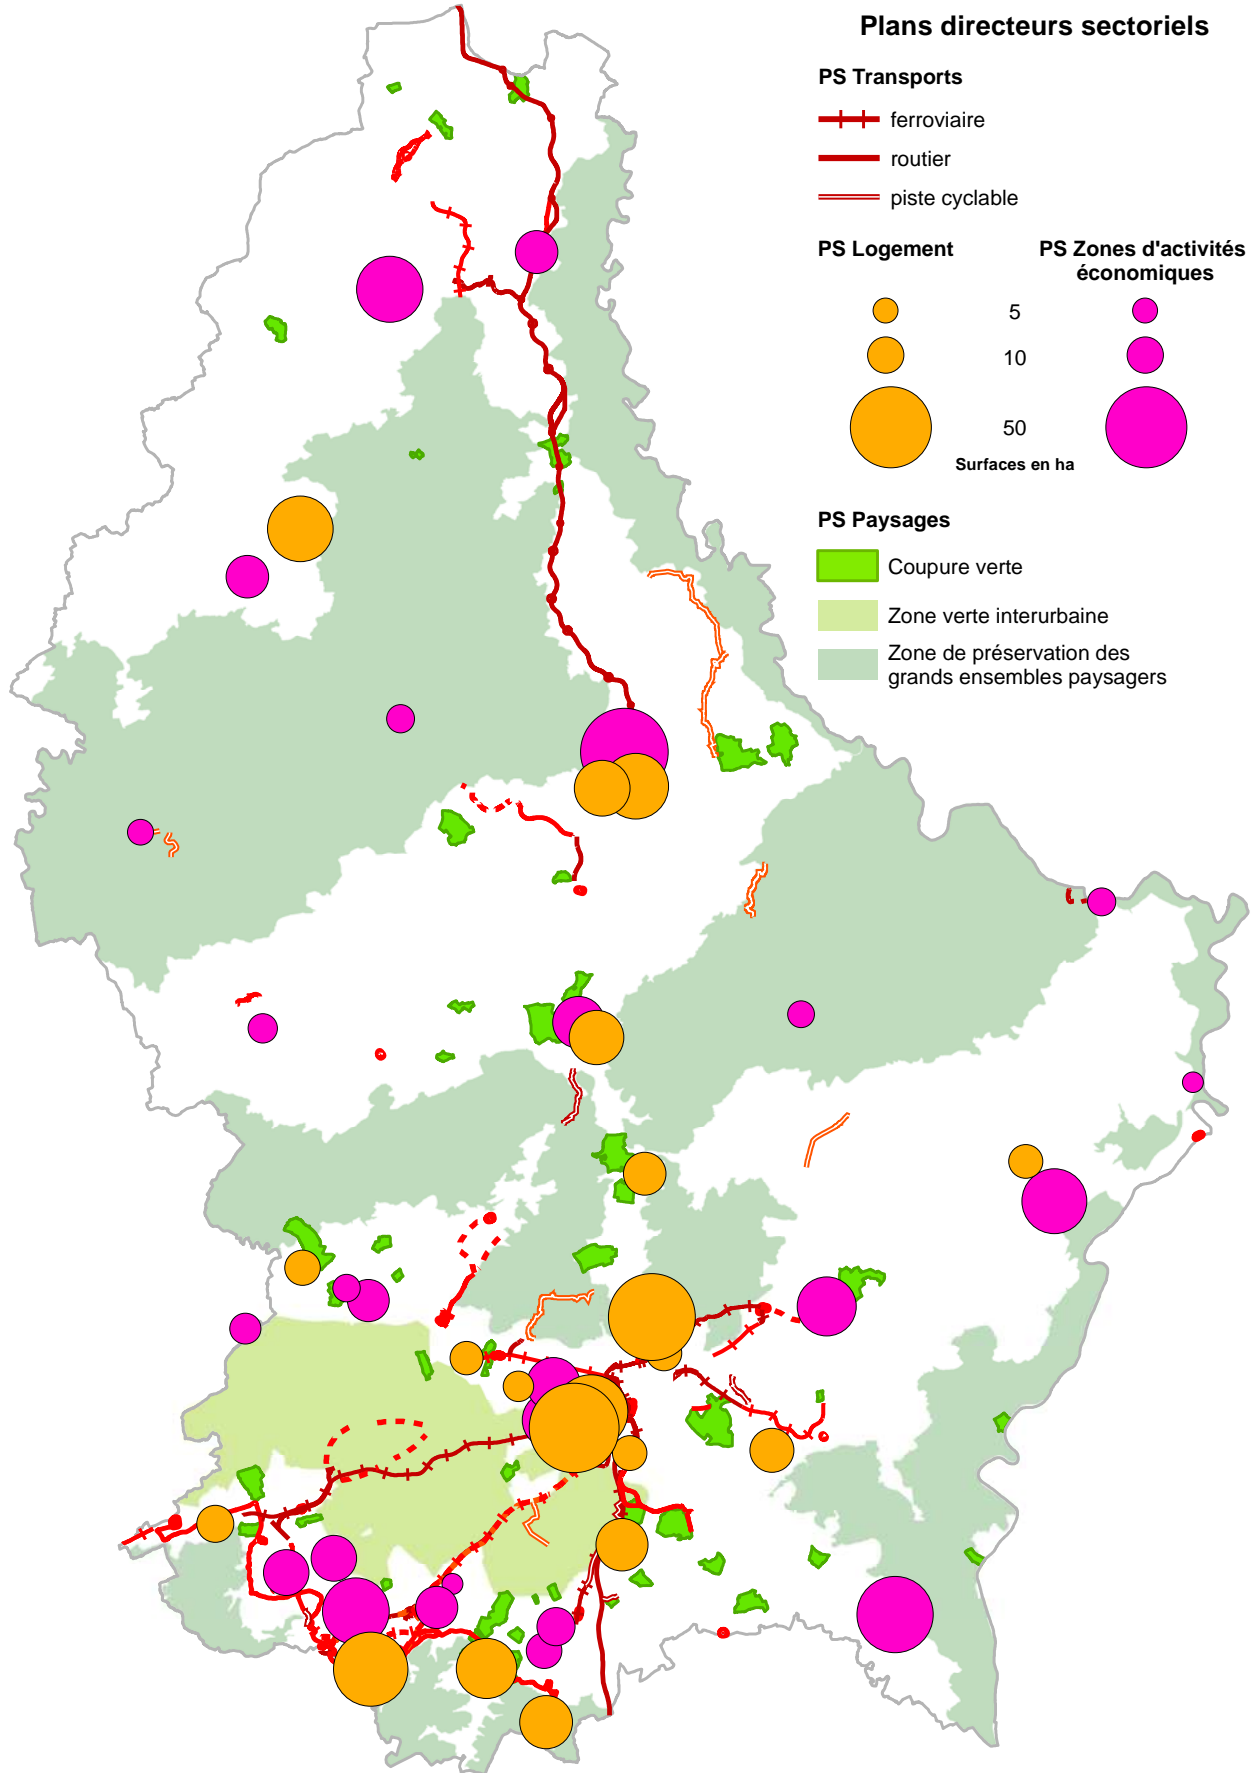 Plans directeurs sectoriels
PS Transports
ferroviaire
routier
piste cyclable
PS Logement
PS Zones d'activités
économiques
5
10
50
Surfaces en ha
PS Paysages
Coupure verte
Zone verte interurbaine
Zone de préservation des
grands ensembles paysagers